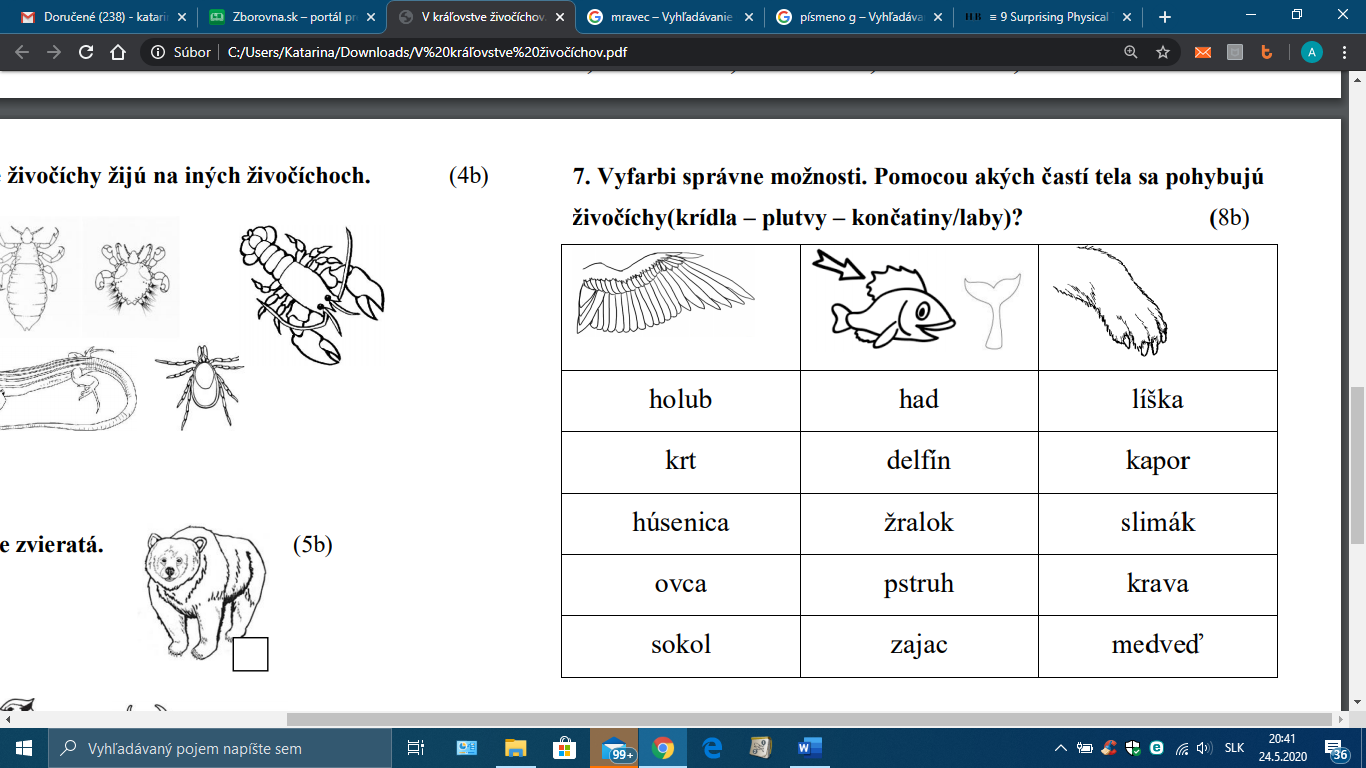 Doručené (238) - katari
Zborovna.sk – portál pr
V kráľovstve živočíchov.
mravec – Vyhľadávanie
písmeno g – Vyhľadáva
≡ 9 Surprising Physical
Súbor
C:/Users/Katarina/Downloads/V%20kráľovstve%20živočíchov.pdf
A
e živočíchy žijú na iných živočíchoch. (4b)
e zvieratá. (5b)
7. Vyfarbi správne možnosti. Pomocou akých častí tela sa pohybujú
živočíchy(krídla – plutvy – končatiny/laby)? (8b)
holub had líška
krt delfín kapor
húsenica žralok slimák
ovca pstruh krava
sokol zajac medveď
Vyhľadávaný pojem napíšte sem
99+
SLK
20:41
24.5.2020
36